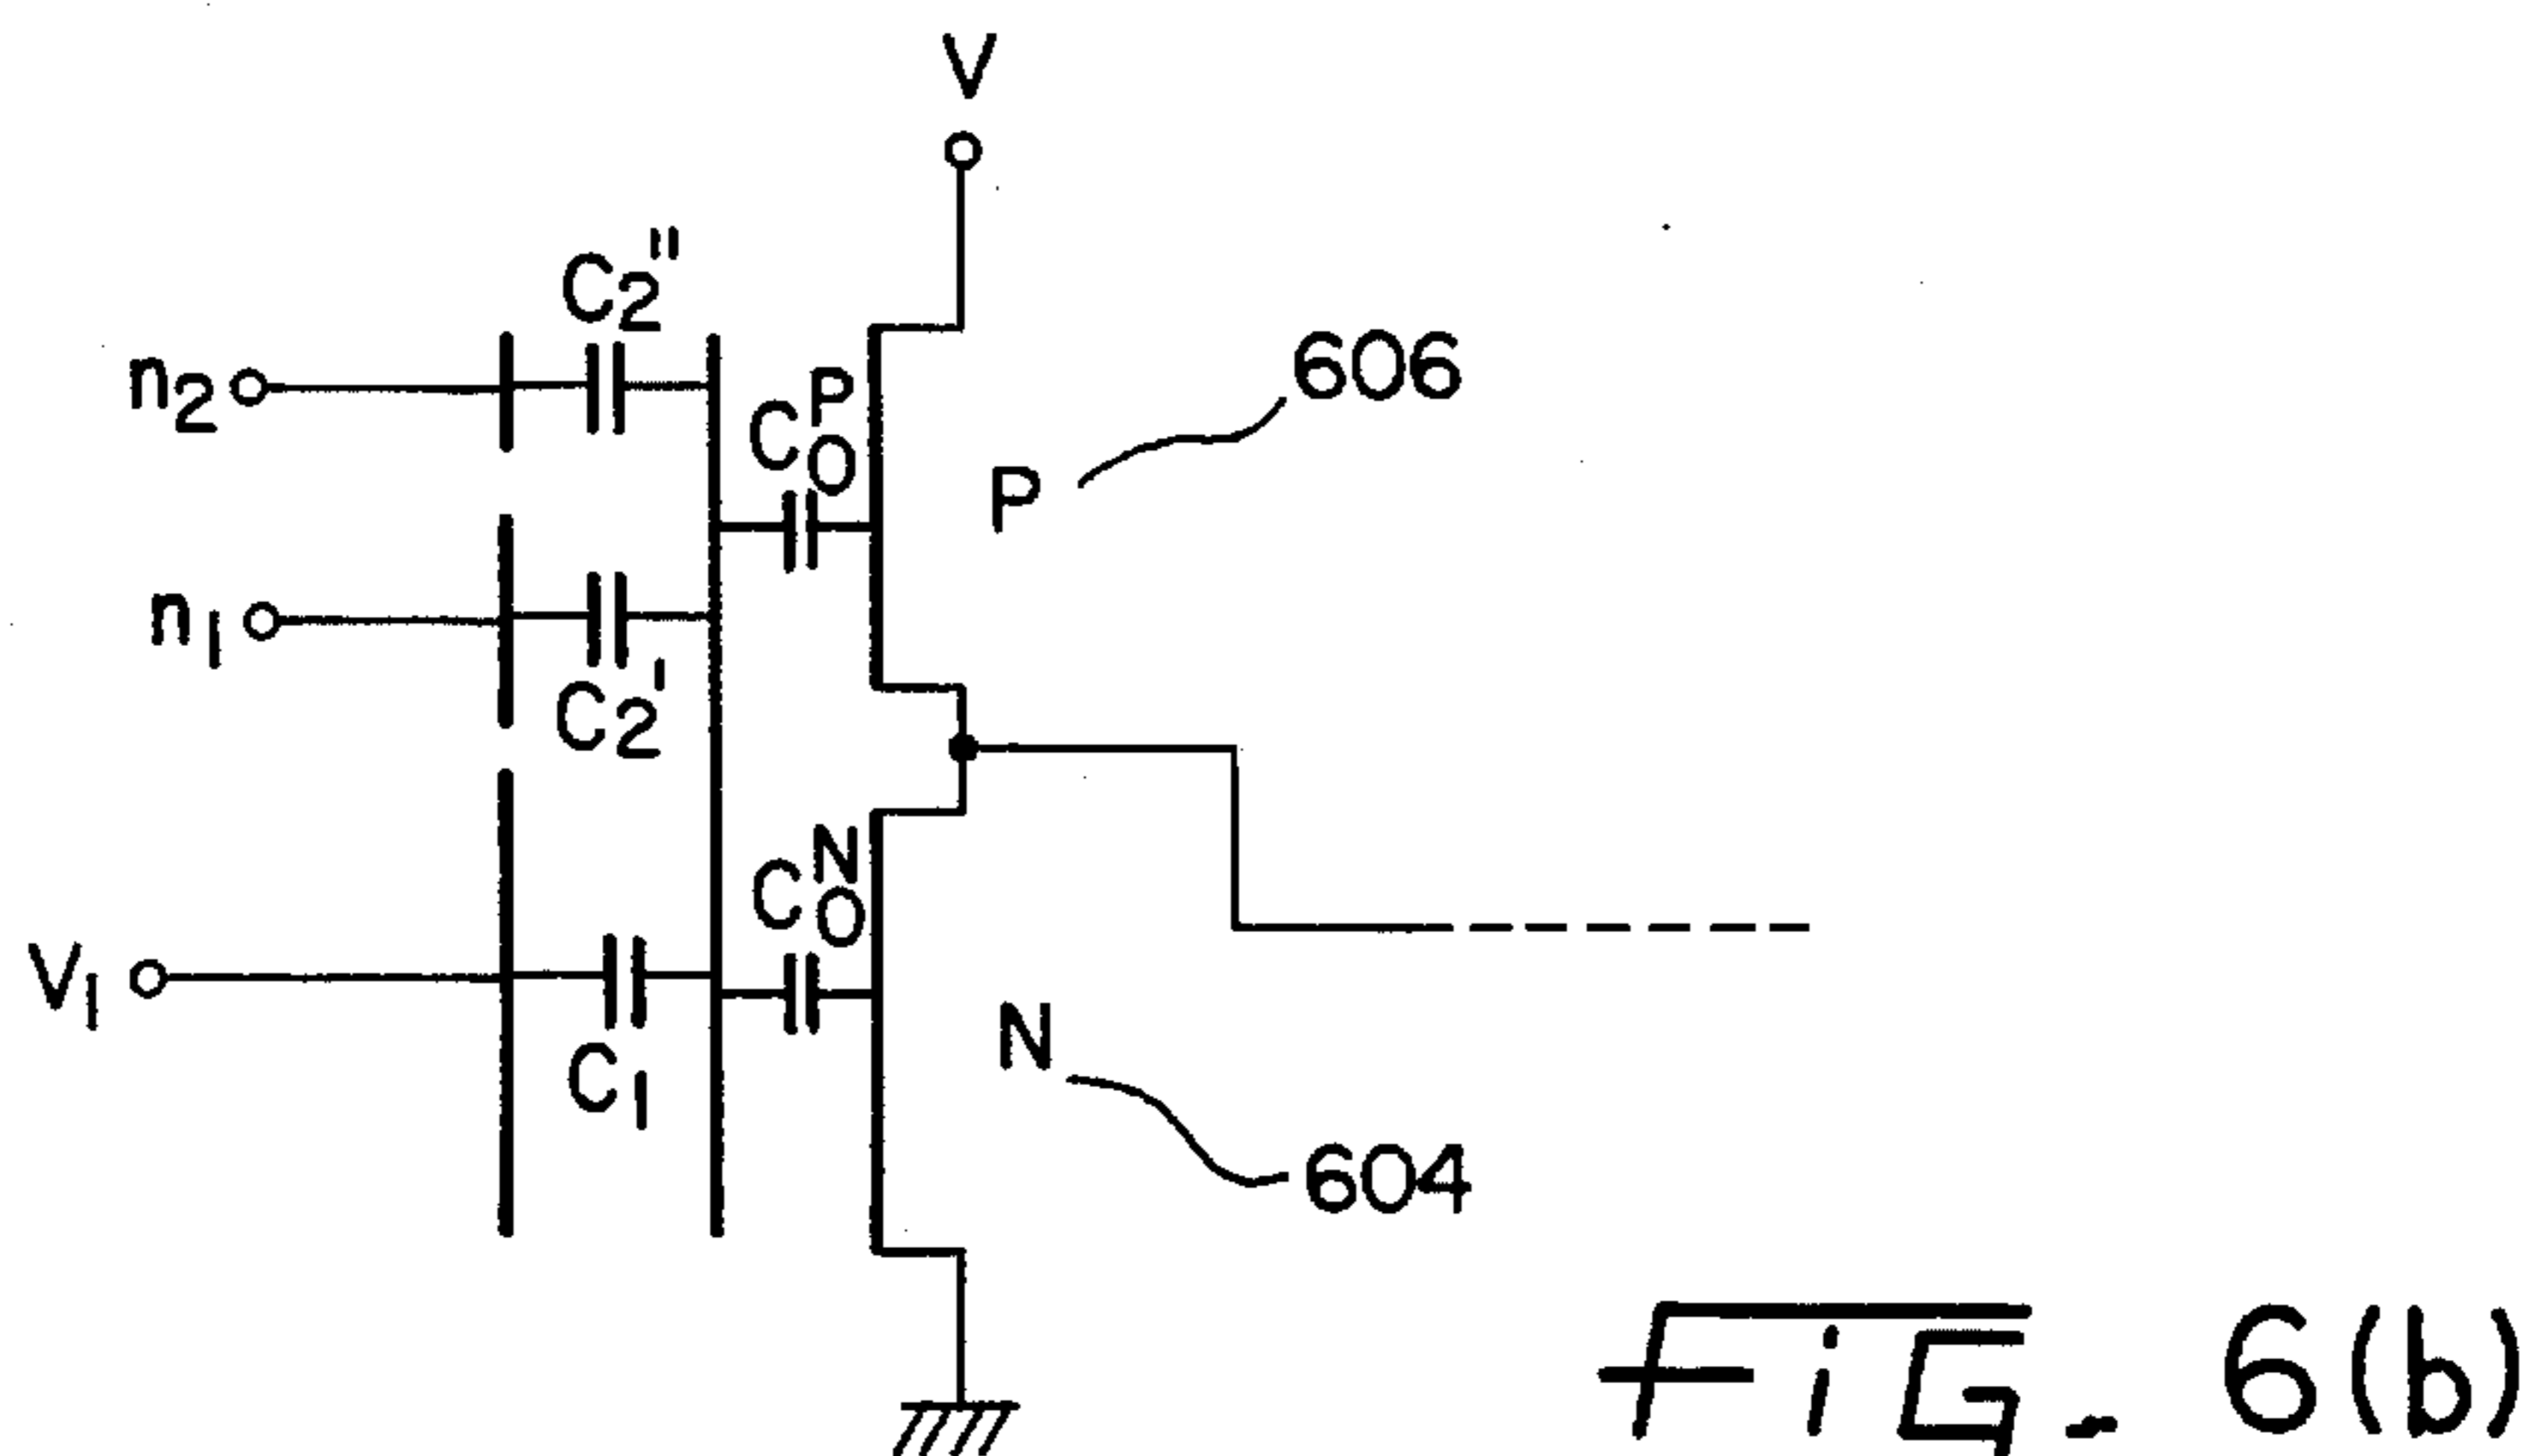 V
C₂"
n₂
C₀ᴾ
606
P
n₁
C₂'
C₀ᴺ
V₁
N
C₁
604
FiG. 6(b)